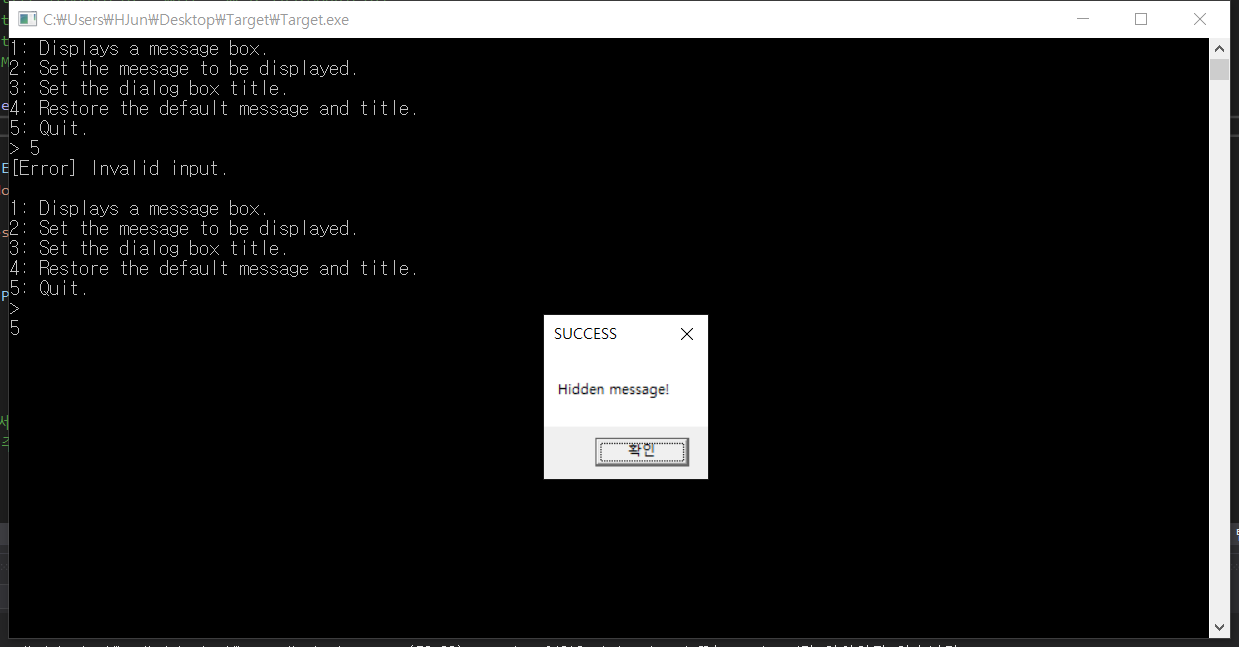 C:₩Users₩HJun₩Desktop₩Target₩Target.exe
1: Displays a message box.
2: Set the meesage to be displayed.
3: Set the dialog box title.
4: Restore the default message and title.
5: Quit.
> 5
[Error] Invalid input.
1: Displays a message box.
2: Set the meesage to be displayed.
3: Set the dialog box title.
4: Restore the default message and title.
5: Quit.
>
5
SUCCESS
Hidden message!
확인